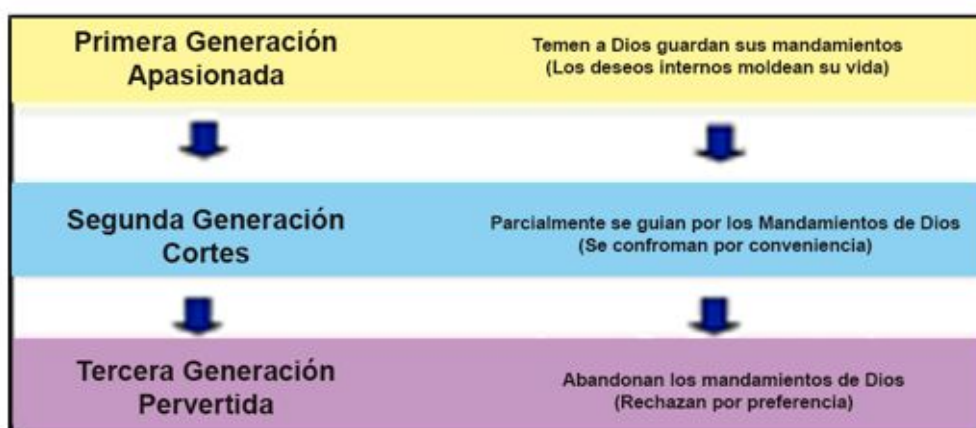 Primera Generación
Apasionada
Temen a Dios guardan sus mandamientos
(Los deseos internos moldean su vida)
Segunda Generación
Cortes
Parcialmente se guian por los Mandamientos de Dios
(Se confroman por conveniencia)
Tercera Generación
Pervertida
Abandonan los mandamientos de Dios
(Rechazan por preferencia)